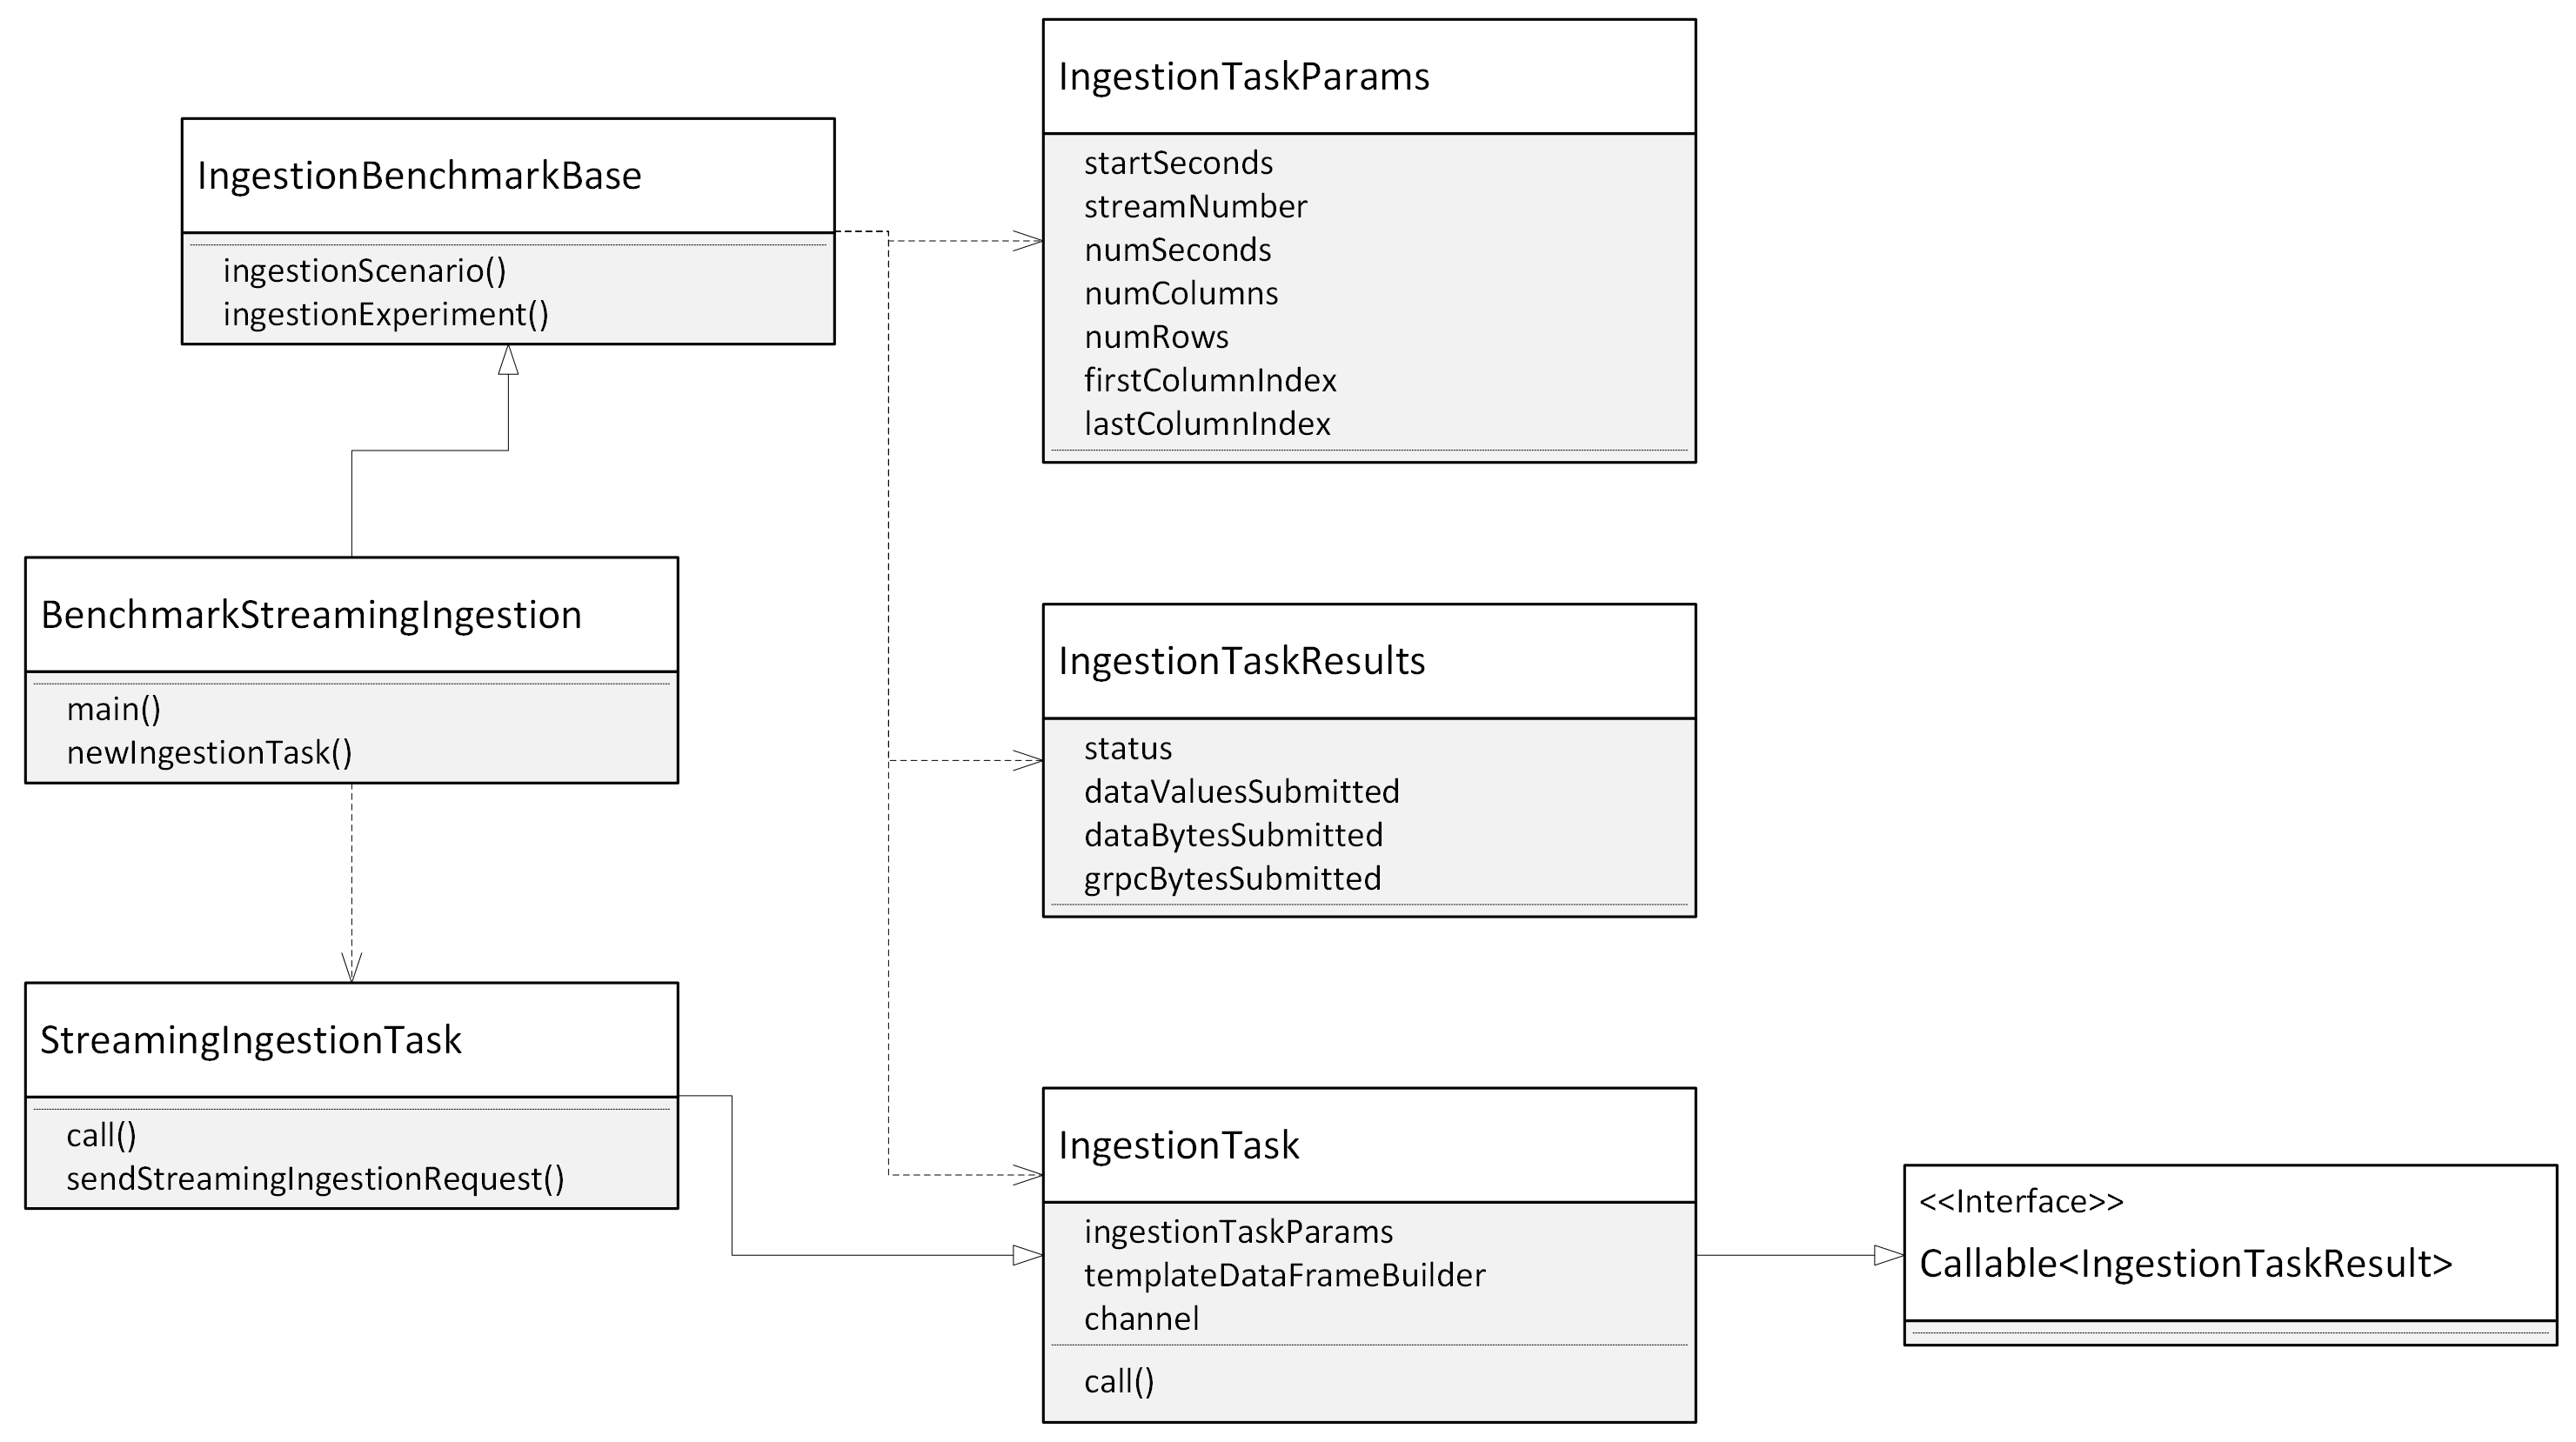 IngestionTaskParams
startSeconds
streamNumber
numSeconds
numColumns
numRows
firstColumnIndex
lastColumnIndex
IngestionBenchmarkBase
ingestionScenario()
ingestionExperiment()
BenchmarkStreamingIngestion
main()
newIngestionTask()
IngestionTaskResults
status
dataValuesSubmitted
dataBytesSubmitted
grpcBytesSubmitted
StreamingIngestionTask
call()
sendStreamingIngestionRequest()
IngestionTask
ingestionTaskParams
templateDataFrameBuilder
channel
call()
<<Interface>>
Callable<IngestionTaskResult>